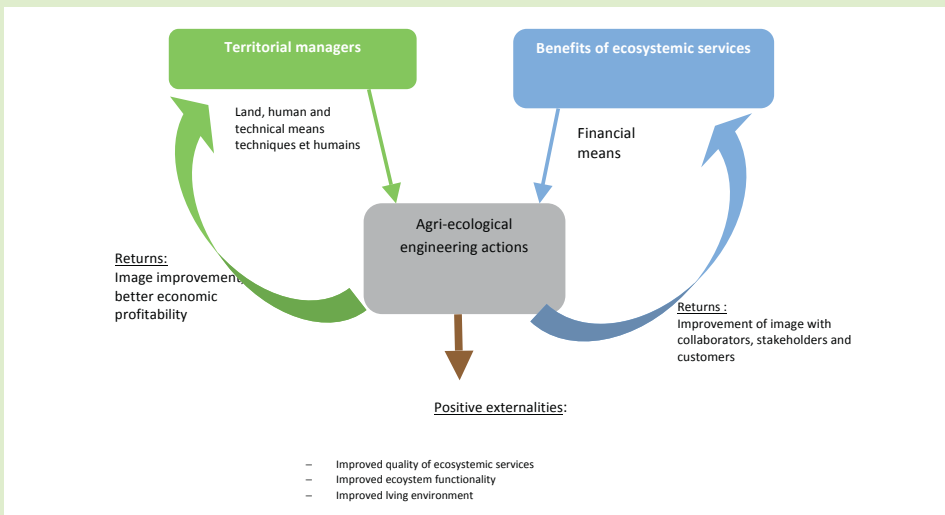 Territorial managers
Benefits of ecosystemic services
Land, human and
technical means
techniques et humains
Financial
means
Agri-ecological
engineering actions
Returns:
Image improvement,
better economic
profitability
Returns :
Improvement of image with
collaborators, stakeholders and
customers
Positive externalities:
– Improved quality of ecosystemic services
– Improved ecoystem functionality
– Improved lving environment